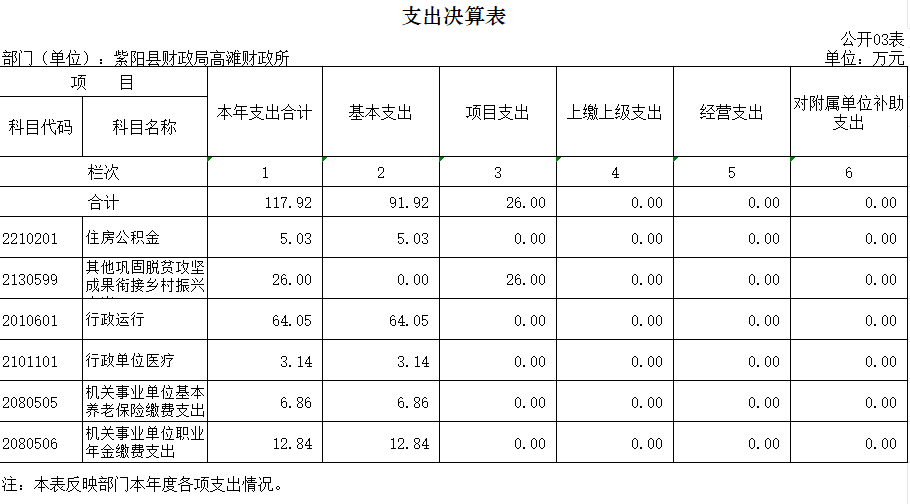 支出决算表
公开03表
部门（单位）：紫阳县财政局高滩财政所 单位：万元
项 目 本年支出合计 基本支出 项目支出 上缴上级支出 经营支出 对附属单位补助支出
科目代码 科目名称
栏次 1 2 3 4 5 6
合计 117.92 91.92 26.00 0.00 0.00 0.00
2210201 住房公积金 5.03 5.03 0.00 0.00 0.00 0.00
2130599 其他巩固脱贫攻坚成果衔接乡村振兴 26.00 0.00 26.00 0.00 0.00 0.00
2010601 行政运行 64.05 64.05 0.00 0.00 0.00 0.00
2101101 行政单位医疗 3.14 3.14 0.00 0.00 0.00 0.00
2080505 机关事业单位基本养老保险缴费支出 6.86 6.86 0.00 0.00 0.00 0.00
2080506 机关事业单位职业年金缴费支出 12.84 12.84 0.00 0.00 0.00 0.00
注：本表反映部门本年度各项支出情况。